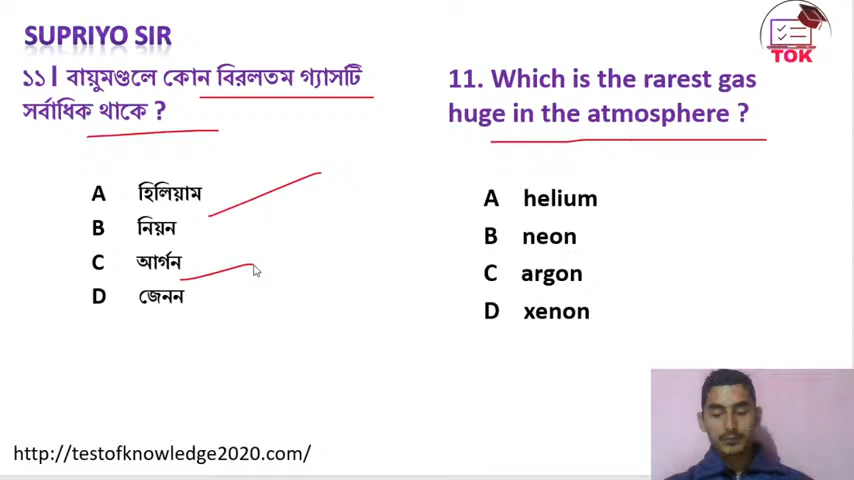 SUPRIYO SIR
TOK
১১। বায়ুমণ্ডলে কোন বিরলতম গ্যাসটি
সর্বাধিক থাকে ?
A হিলিয়াম
B নিয়ন
C আর্গন
D জেনন
11. Which is the rarest gas
huge in the atmosphere ?
A helium
B neon
C argon
D xenon
http://testofknowledge2020.com/